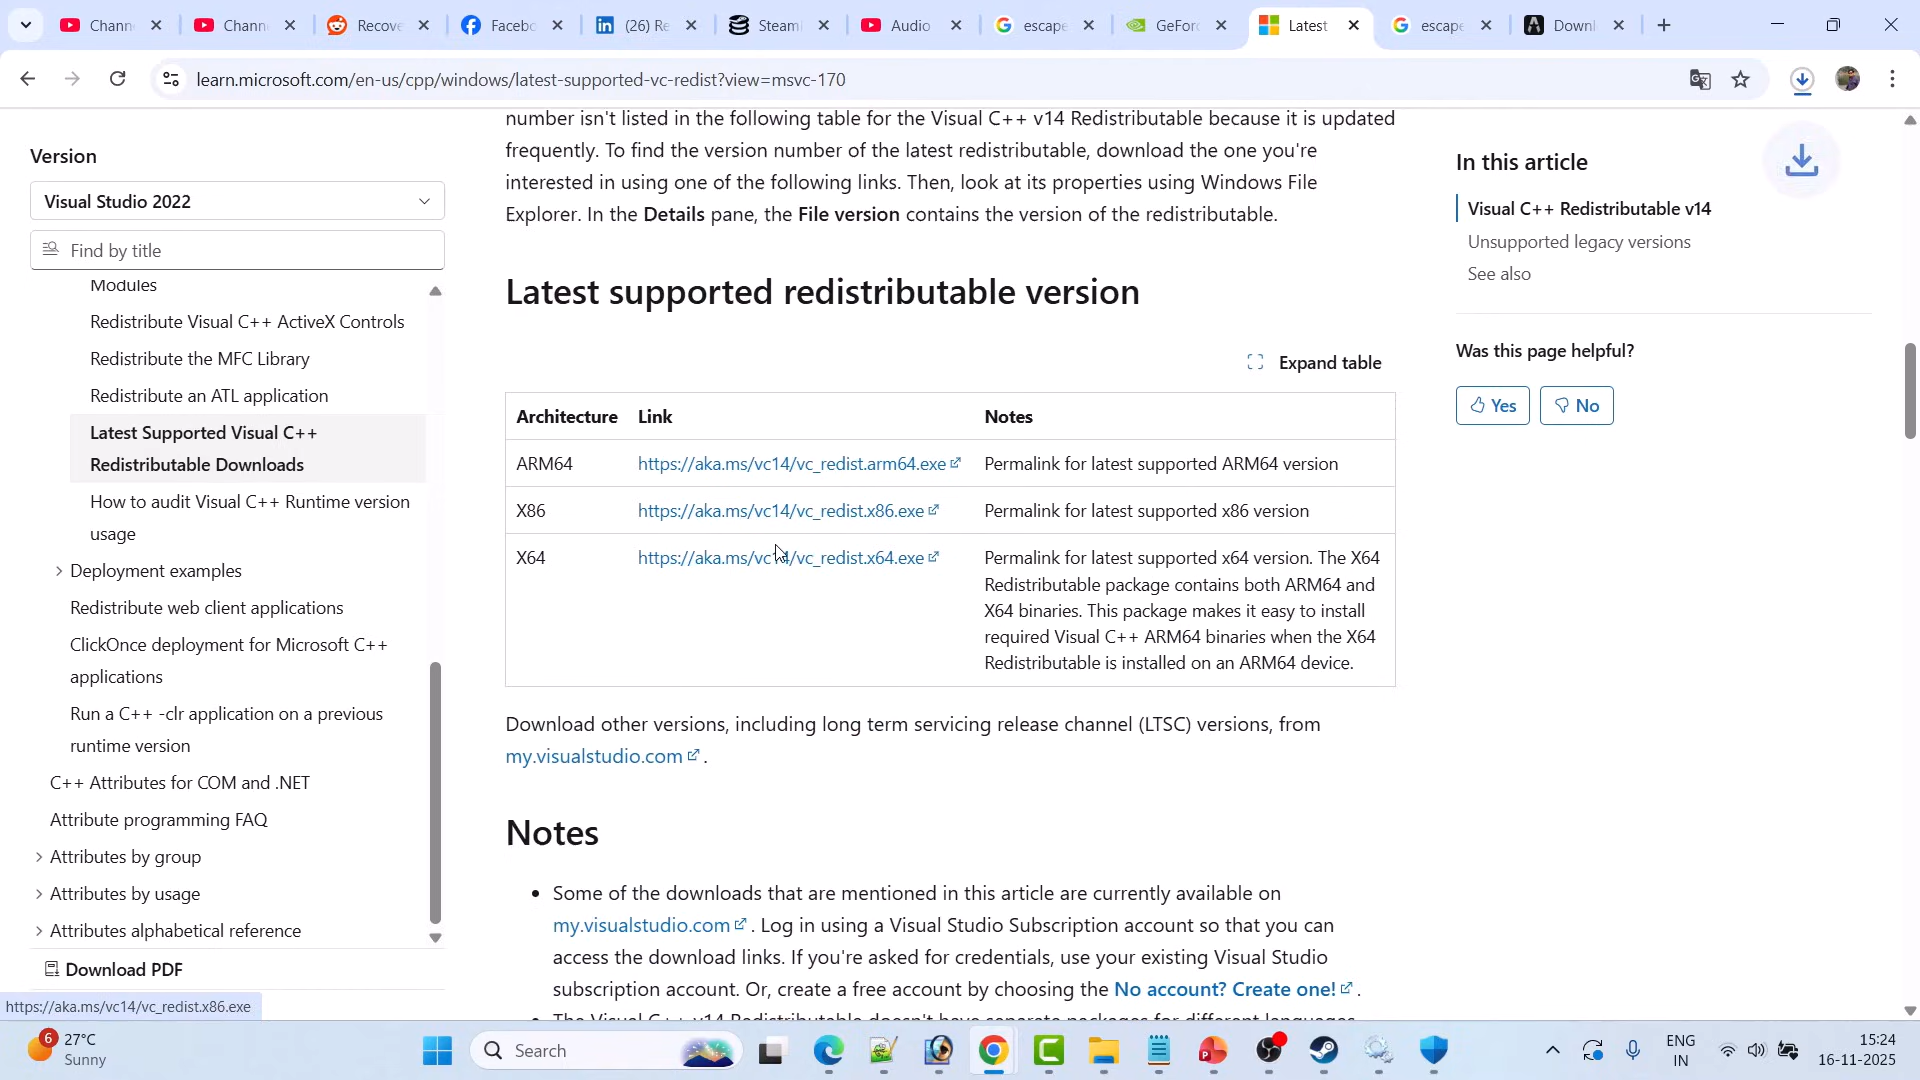 Chann
Chann
Recove
Facebo
(26) Re
Steam
Audio
escape
GeForc
Latest
escape
Downl
learn.microsoft.com/en-us/cpp/windows/latest-supported-vc-redist?view=msvc-170
Version
Visual Studio 2022
Find by title
Modules
Redistribute Visual C++ ActiveX Controls
Redistribute the MFC Library
Redistribute an ATL application
Latest Supported Visual C++
Redistributable Downloads
How to audit Visual C++ Runtime version
usage
Deployment examples
Redistribute web client applications
ClickOnce deployment for Microsoft C++
applications
Run a C++ -clr application on a previous
runtime version
C++ Attributes for COM and .NET
Attribute programming FAQ
Attributes by group
Attributes by usage
Attributes alphabetical reference
Download PDF
https://aka.ms/vc14/vc_redist.x86.exe
number isn't listed in the following table for the Visual C++ v14 Redistributable because it is updated
frequently. To find the version number of the latest redistributable, download the one you're
interested in using one of the following links. Then, look at its properties using Windows File
Explorer. In the Details pane, the File version contains the version of the redistributable.
Latest supported redistributable version
Expand table
Architecture Link Notes
ARM64 https://aka.ms/vc14/vc_redist.arm64.exe Permalink for latest supported ARM64 version
X86 https://aka.ms/vc14/vc_redist.x86.exe Permalink for latest supported x86 version
X64 https://aka.ms/vc14/vc_redist.x64.exe Permalink for latest supported x64 version. The X64
Redistributable package contains both ARM64 and
X64 binaries. This package makes it easy to install
required Visual C++ ARM64 binaries when the X64
Redistributable is installed on an ARM64 device.
Download other versions, including long term servicing release channel (LTSC) versions, from
my.visualstudio.com .
Notes
• Some of the downloads that are mentioned in this article are currently available on
my.visualstudio.com . Log in using a Visual Studio Subscription account so that you can
access the download links. If you're asked for credentials, use your existing Visual Studio
subscription account. Or, create a free account by choosing the No account? Create one! .
• The Visual C++ v14 Redistributable doesn't have separate packages for different languages
In this article
Visual C++ Redistributable v14
Unsupported legacy versions
See also
Was this page helpful?
Yes
No
6
27°C
Sunny
Search
ENG
IN
15:24
16-11-2025